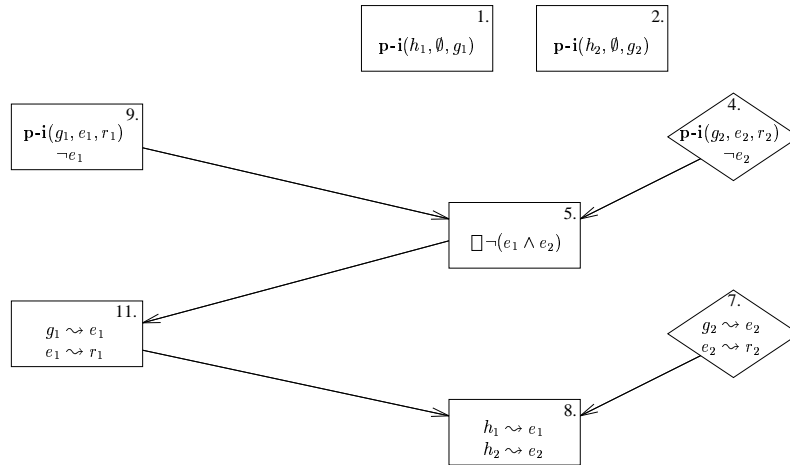 1.
p-i(h₁, ∅, g₁)
2.
p-i(h₂, ∅, g₂)
9.
p-i(g₁, e₁, r₁)
¬e₁
4.
p-i(g₂, e₂, r₂)
¬e₂
5.
□¬(e₁ ∧ e₂)
11.
g₁ ⤳ e₁
e₁ ⤳ r₁
7.
g₂ ⤳ e₂
e₂ ⤳ r₂
8.
h₁ ⤳ e₁
h₂ ⤳ e₂